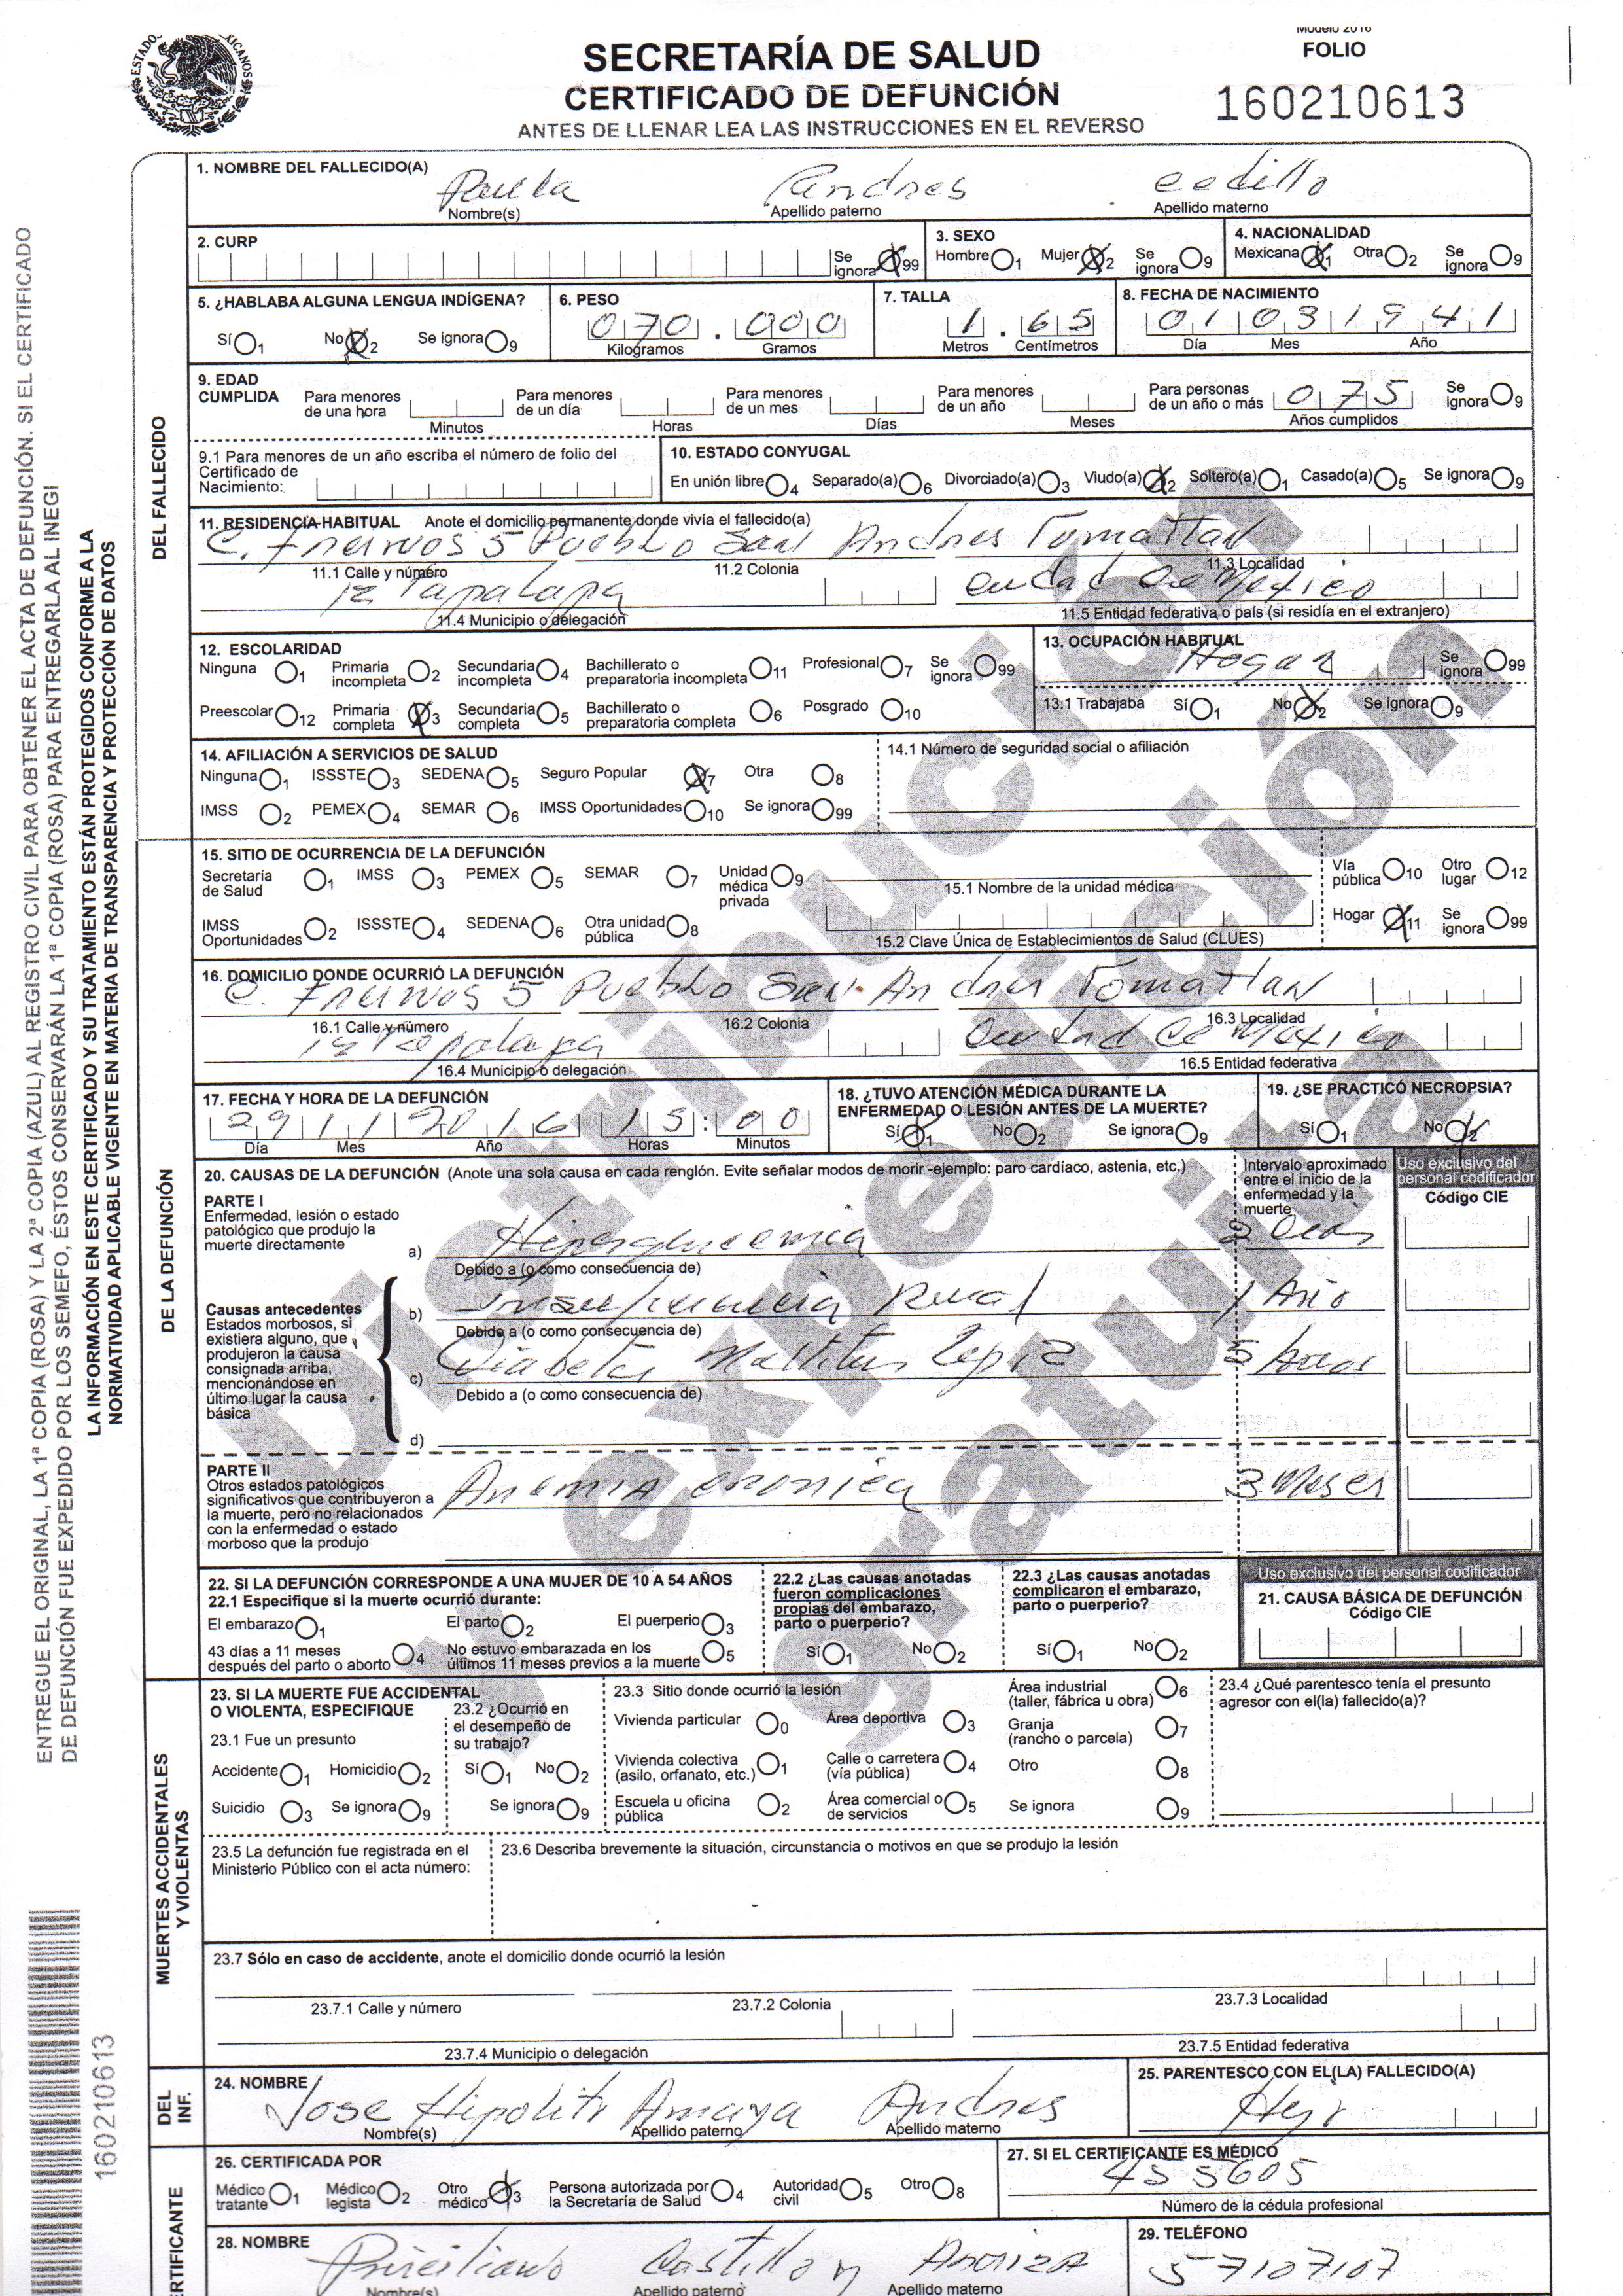 Modelo 2016
SECRETARÍA DE SALUD
FOLIO
CERTIFICADO DE DEFUNCIÓN
160210613
ANTES DE LLENAR LEA LAS INSTRUCCIONES EN EL REVERSO
ESTADOS MEXICANOS
ENTREGUE EL ORIGINAL, LA 1ª COPIA (ROSA) Y LA 2ª COPIA (AZUL) AL REGISTRO CIVIL PARA OBTENER EL ACTA DE DEFUNCIÓN. SI EL CERTIFICADO
DE DEFUNCIÓN FUE EXPEDIDO POR LOS SEMEFO, ÉSTOS CONSERVARÁN LA 1ª COPIA (ROSA) PARA ENTREGARLA AL INEGI
LA INFORMACIÓN EN ESTE CERTIFICADO Y SU TRATAMIENTO ESTÁN PROTEGIDOS CONFORME A LA
NORMATIVIDAD APLICABLE VIGENTE EN MATERIA DE TRANSPARENCIA Y PROTECCIÓN DE DATOS
160210613
Distribución
y expedición
gratuita
DEL FALLECIDO
1. NOMBRE DEL FALLECIDO(A)
Paula Andres Cedillo
Nombre(s) Apellido paterno Apellido materno
2. CURP Se ignora 99
3. SEXO Hombre 1 Mujer 2 Se ignora 9
4. NACIONALIDAD Mexicana 1 Otra 2 Se ignora 9
5. ¿HABLABA ALGUNA LENGUA INDÍGENA?
Sí 1 No 2 Se ignora 9
6. PESO
070 . 000
Kilogramos Gramos
7. TALLA
1 . 65
Metros Centímetros
8. FECHA DE NACIMIENTO
01 03 1941
Día Mes Año
9. EDAD CUMPLIDA
Para menores de una hora Minutos
Para menores de un día Horas
Para menores de un mes Días
Para menores de un año Meses
Para personas de un año o más 075 Años cumplidos
Se ignora 9
9.1 Para menores de un año escriba el número de folio del
Certificado de
Nacimiento:
10. ESTADO CONYUGAL
En unión libre 4 Separado(a) 6 Divorciado(a) 3 Viudo(a) 2 Soltero(a) 1 Casado(a) 5 Se ignora 9
11. RESIDENCIA HABITUAL Anote el domicilio permanente donde vivía el fallecido(a)
C. 5 Pueblo San Andres Tomatlan
11.1 Calle y número 11.2 Colonia 11.3 Localidad
Iztapalapa Ciudad de Mexico
11.4 Municipio o delegación 11.5 Entidad federativa o país (si residía en el extranjero)
12. ESCOLARIDAD
Ninguna 1 Primaria incompleta 2 Secundaria incompleta 4 Bachillerato o preparatoria incompleta 11 Profesional 7 Se ignora 99
Preescolar 12 Primaria completa 3 Secundaria completa 5 Bachillerato o preparatoria completa 6 Posgrado 10
13. OCUPACIÓN HABITUAL
Hogar Se ignora 99
13.1 Trabajaba Sí 1 No 2 Se ignora 9
14. AFILIACIÓN A SERVICIOS DE SALUD
Ninguna 1 ISSSTE 3 SEDENA 5 Seguro Popular 7 Otra 8
IMSS 2 PEMEX 4 SEMAR 6 IMSS Oportunidades 10 Se ignora 99
14.1 Número de seguridad social o afiliación
DE LA DEFUNCIÓN
15. SITIO DE OCURRENCIA DE LA DEFUNCIÓN
Secretaría de Salud 1 IMSS 3 PEMEX 5 SEMAR 7 Unidad médica privada 9
15.1 Nombre de la unidad médica
Vía pública 10 Otro lugar 12
IMSS Oportunidades 2 ISSSTE 4 SEDENA 6 Otra unidad pública 8
15.2 Clave Única de Establecimientos de Salud (CLUES)
Hogar 11 Se ignora 99
16. DOMICILIO DONDE OCURRIÓ LA DEFUNCIÓN
C. 5 Pueblo San Andres Tomatlan
16.1 Calle y número 16.2 Colonia 16.3 Localidad
Iztapalapa Ciudad de Mexico
16.4 Municipio o delegación 16.5 Entidad federativa
17. FECHA Y HORA DE LA DEFUNCIÓN
29 11 2016 15:00
Día Mes Año Horas Minutos
18. ¿TUVO ATENCIÓN MÉDICA DURANTE LA
ENFERMEDAD O LESIÓN ANTES DE LA MUERTE?
Sí 1 No 2 Se ignora 9
19. ¿SE PRACTICÓ NECROPSIA?
Sí 1 No 2
20. CAUSAS DE LA DEFUNCIÓN (Anote una sola causa en cada renglón. Evite señalar modos de morir -ejemplo: paro cardíaco, astenia, etc.)
Intervalo aproximado
entre el inicio de la
enfermedad y la
muerte
Uso exclusivo del
personal codificador
Código CIE
PARTE I
Enfermedad, lesión o estado
patológico que produjo la
muerte directamente
a) Hiperglucemia Dias
Debido a (o como consecuencia de)
Causas antecedentes
Estados morbosos, si
existiera alguno, que
produjeron la causa
consignada arriba,
mencionándose en
último lugar la causa
básica
b) Insuficiencia Renal 1 Año
Debido a (o como consecuencia de)
c) Diabetes Mellitus 5
Debido a (o como consecuencia de)
d)
PARTE II
Otros estados patológicos
significativos que contribuyeron a
la muerte, pero no relacionados
con la enfermedad o estado
morboso que la produjo
Anemia cronica 3 Meses
22. SI LA DEFUNCIÓN CORRESPONDE A UNA MUJER DE 10 A 54 AÑOS
22.1 Especifique si la muerte ocurrió durante:
El embarazo 1 El parto 2 El puerperio 3
43 días a 11 meses después del parto o aborto 4 No estuvo embarazada en los últimos 11 meses previos a la muerte 5
22.2 ¿Las causas anotadas
fueron complicaciones
propias del embarazo,
parto o puerperio?
Sí 1 No 2
22.3 ¿Las causas anotadas
complicaron el embarazo,
parto o puerperio?
Sí 1 No 2
Uso exclusivo del personal codificador
21. CAUSA BÁSICA DE DEFUNCIÓN
Código CIE
MUERTES ACCIDENTALES
Y VIOLENTAS
23. SI LA MUERTE FUE ACCIDENTAL
O VIOLENTA, ESPECIFIQUE
23.1 Fue un presunto
Accidente 1 Homicidio 2
Suicidio 3 Se ignora 9
23.2 ¿Ocurrió en
el desempeño de
su trabajo?
Sí 1 No 2
Se ignora 9
23.3 Sitio donde ocurrió la lesión
Vivienda particular 0 Área deportiva 3
Vivienda colectiva (asilo, orfanato, etc.) 1 Calle o carretera (vía pública) 4
Escuela u oficina pública 2 Área comercial o de servicios 5
Área industrial (taller, fábrica u obra) 6
Granja (rancho o parcela) 7
Otro 8
Se ignora 9
23.4 ¿Qué parentesco tenía el presunto
agresor con el(la) fallecido(a)?
23.5 La defunción fue registrada en el
Ministerio Público con el acta número:
23.6 Describa brevemente la situación, circunstancia o motivos en que se produjo la lesión
23.7 Sólo en caso de accidente, anote el domicilio donde ocurrió la lesión
23.7.1 Calle y número 23.7.2 Colonia 23.7.3 Localidad
23.7.4 Municipio o delegación 23.7.5 Entidad federativa
DEL INF.
24. NOMBRE
Jose Hipolito Amaya Andres
Nombre(s) Apellido paterno Apellido materno
25. PARENTESCO CON EL(LA) FALLECIDO(A)
Hijo
CERTIFICANTE
26. CERTIFICADA POR
Médico tratante 1 Médico legista 2 Otro médico 3 Persona autorizada por la Secretaría de Salud 4 Autoridad civil 5 Otro 8
27. SI EL CERTIFICANTE ES MÉDICO
455605
Número de la cédula profesional
28. NOMBRE
Prisciliano Castillo
Nombre(s) Apellido paterno Apellido materno
29. TELÉFONO
57107107